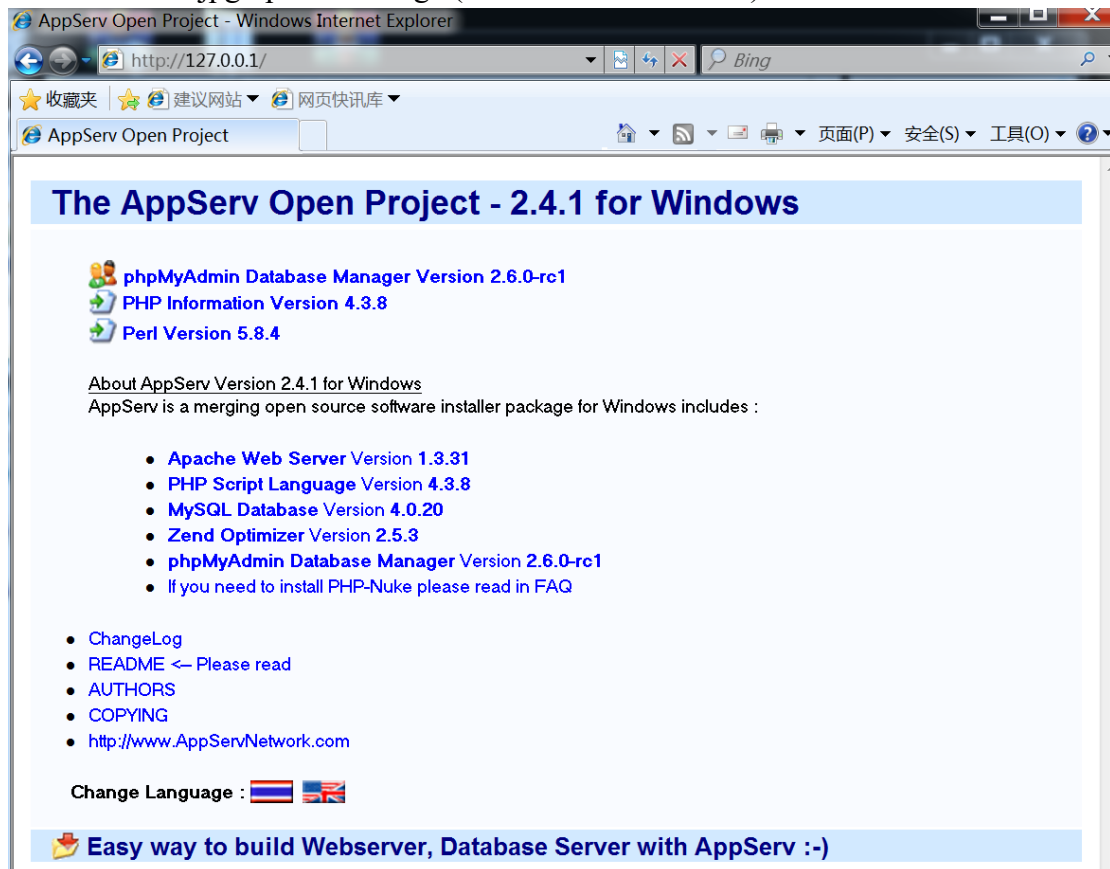 AppServ Open Project - Windows Internet Explorer
http://127.0.0.1/
Bing
收藏夹 建议网站 网页快讯库
AppServ Open Project
页面(P) 安全(S) 工具(O)
The AppServ Open Project - 2.4.1 for Windows
phpMyAdmin Database Manager Version 2.6.0-rc1
PHP Information Version 4.3.8
Perl Version 5.8.4
About AppServ Version 2.4.1 for Windows
AppServ is a merging open source software installer package for Windows includes :
• Apache Web Server Version 1.3.31
• PHP Script Language Version 4.3.8
• MySQL Database Version 4.0.20
• Zend Optimizer Version 2.5.3
• phpMyAdmin Database Manager Version 2.6.0-rc1
• If you need to install PHP-Nuke please read in FAQ
• ChangeLog
• README <-- Please read
• AUTHORS
• COPYING
• http://www.AppServNetwork.com
Change Language :
Easy way to build Webserver, Database Server with AppServ :-)